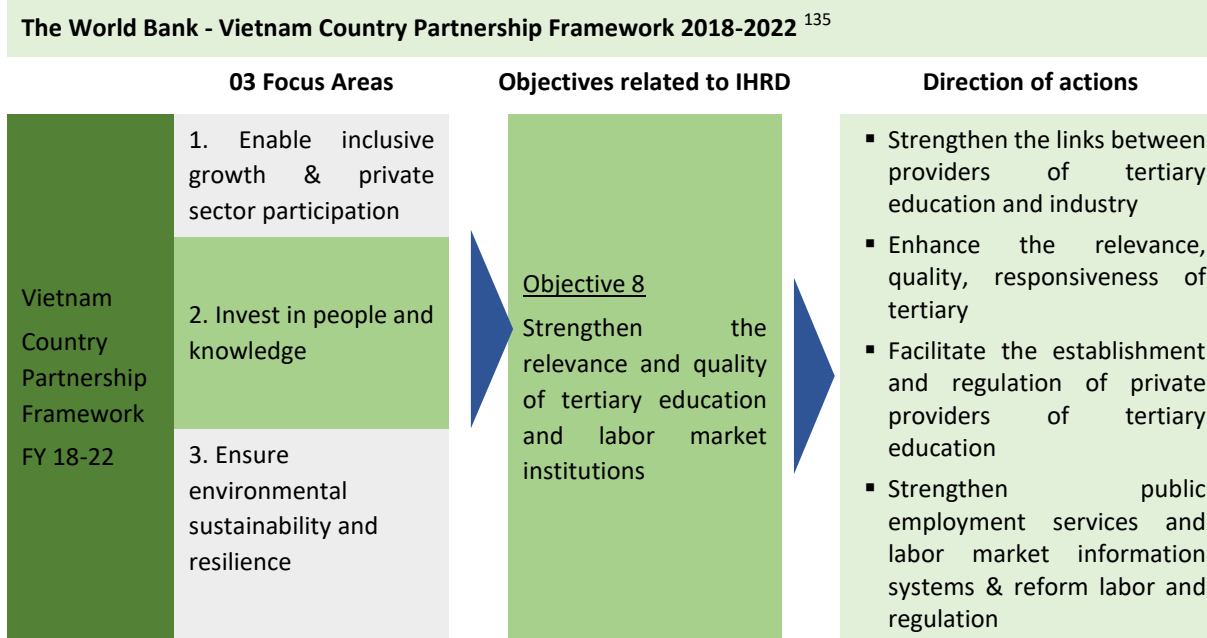 The World Bank - Vietnam Country Partnership Framework 2018-2022 135
03 Focus Areas
Objectives related to IHRD
Direction of actions
Vietnam
Country
Partnership
Framework
FY 18-22
1. Enable inclusive
growth & private
sector participation
2. Invest in people and
knowledge
3. Ensure
environmental
sustainability and
resilience
Objective 8
Strengthen the
relevance and quality
of tertiary education
and labor market
institutions
▪ Strengthen the links between
providers of tertiary
education and industry
▪ Enhance the relevance,
quality, responsiveness of
tertiary
▪ Facilitate the establishment
and regulation of private
providers of tertiary
education
▪ Strengthen public
employment services and
labor market information
systems & reform labor and
regulation